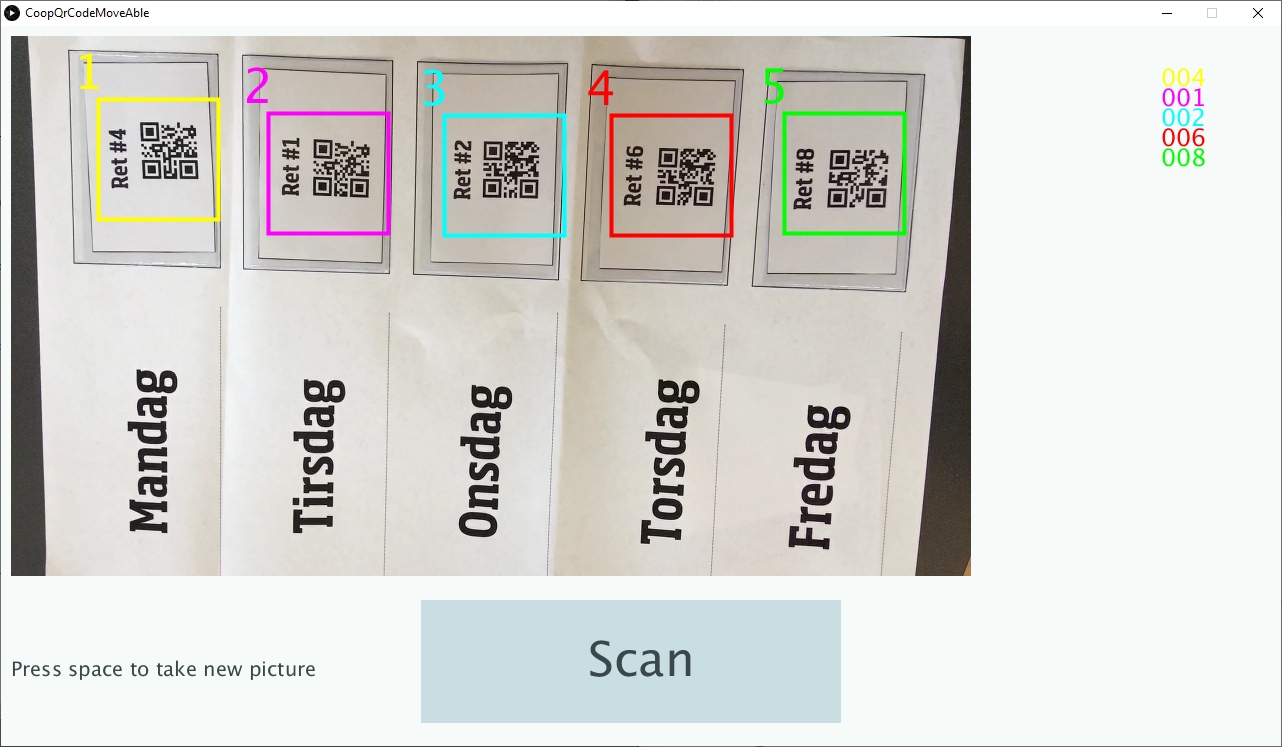 CoopQrCodeMoveAble
1
2
3
4
5
Ret #4
Ret #1
Ret #2
Ret #6
Ret #8
Mandag
Tirsdag
Onsdag
Torsdag
Fredag
004
001
002
006
008
Scan
Press space to take new picture